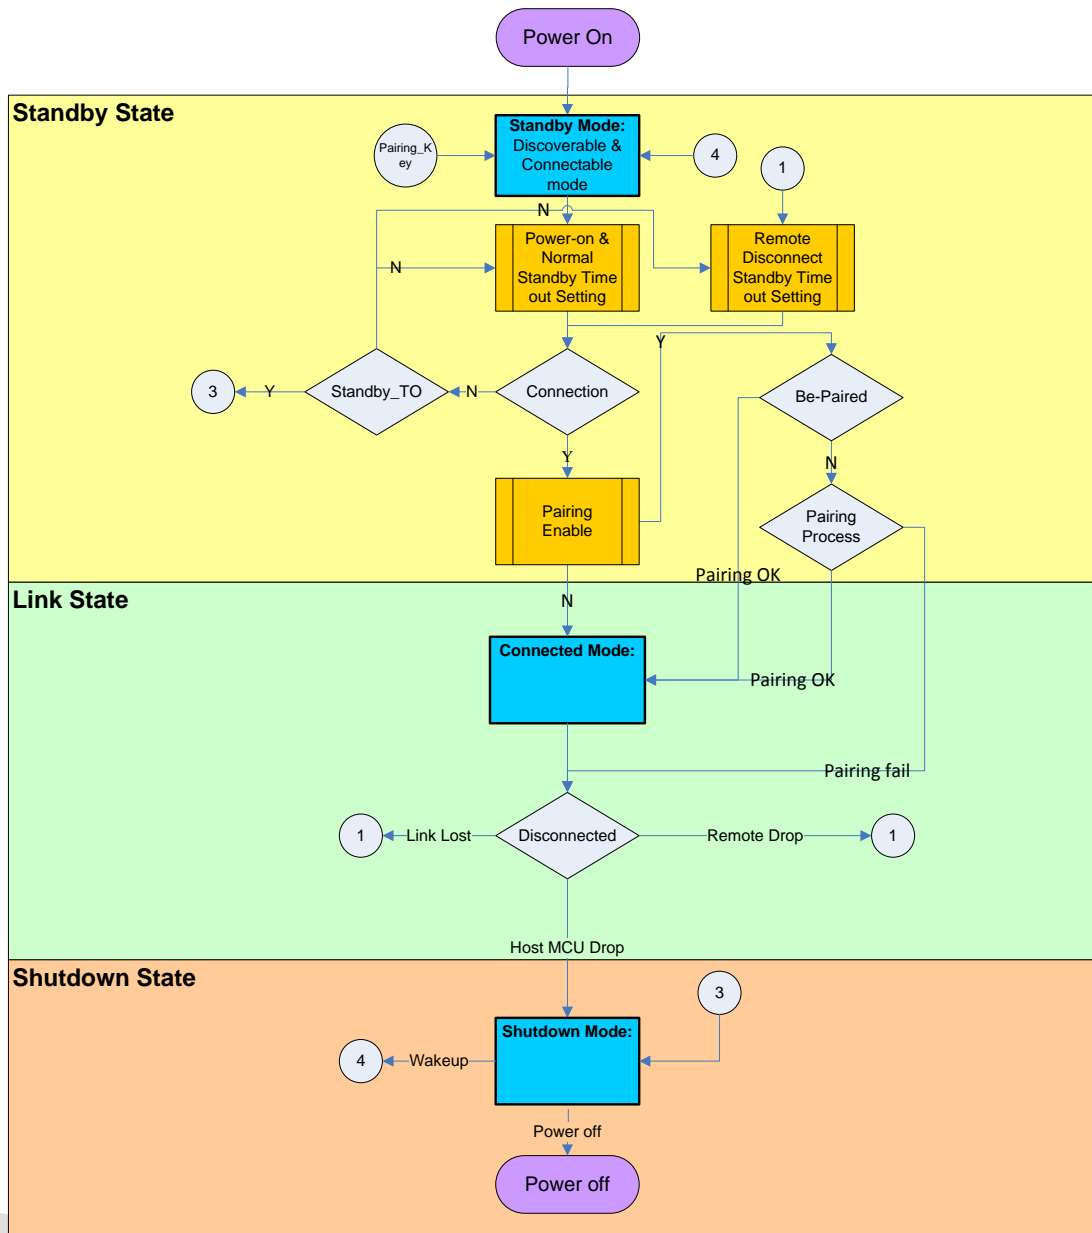 Power On
Standby State
Standby Mode:
Discoverable &
Connectable
mode
Pairing_K
ey
4
1
N
Power-on &
Normal
Standby Time
out Setting
Remote
Disconnect
Standby Time
out Setting
N
Y
3
Y
Standby_TO
N
Connection
Be-Paired
Y
N
Pairing
Enable
Pairing
Process
Pairing OK
Link State
N
Connected Mode:
Pairing OK
Pairing fail
1
Link Lost
Disconnected
Remote Drop
1
Host MCU Drop
Shutdown State
3
Shutdown Mode:
4
Wakeup
Power off
Power off